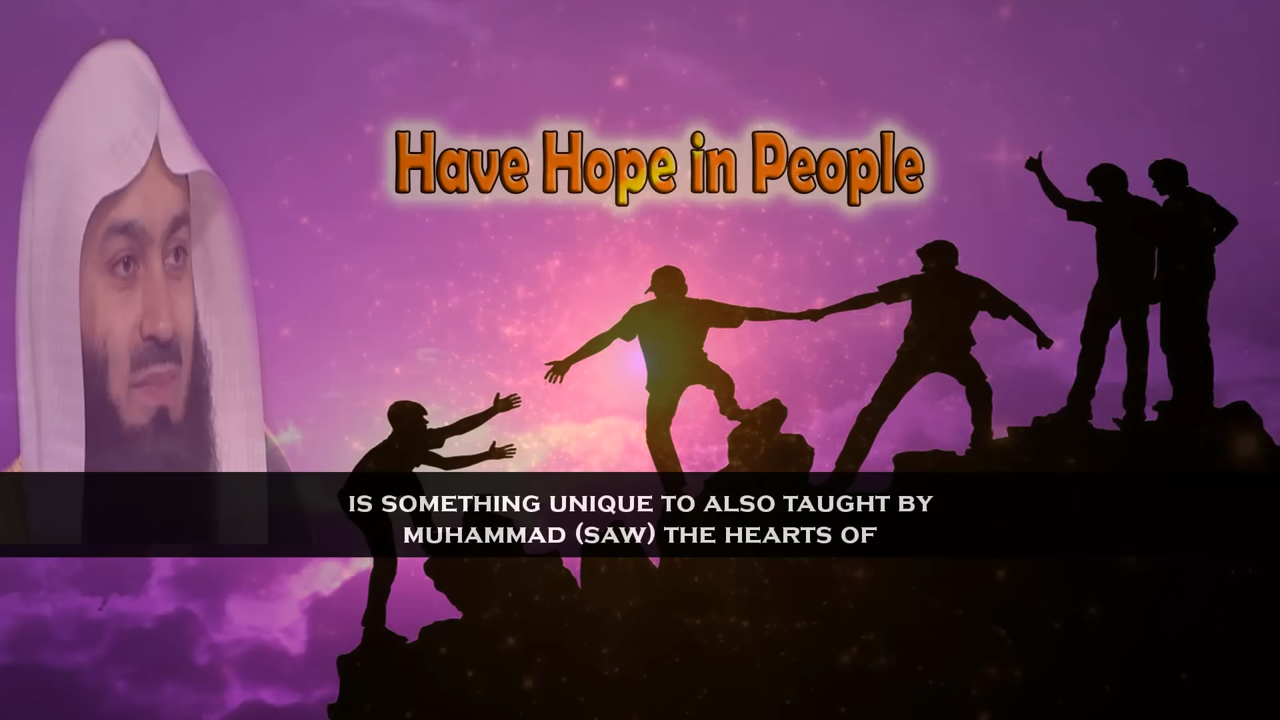 Have Hope in People
IS SOMETHING UNIQUE TO ALSO TAUGHT BY
MUHAMMAD (SAW) THE HEARTS OF